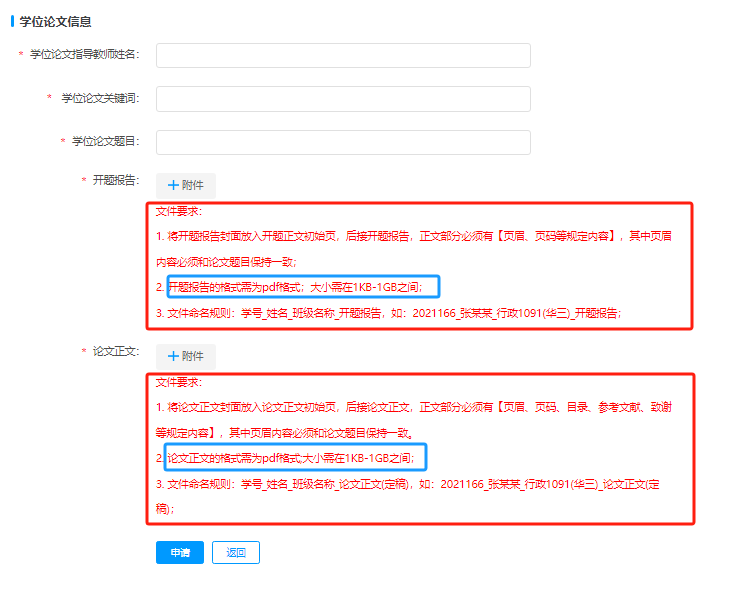 学位论文信息
* 学位论文指导教师姓名：
* 学位论文关键词：
* 学位论文题目：
* 开题报告：
+ 附件
文件要求：
1. 将开题报告封面放入开题正文初始页，后接开题报告，正文部分必须有【页眉、页码等规定内容】，其中页眉
内容必须和论文题目保持一致；
2. 开题报告的格式需为pdf格式；大小需在1KB-1GB之间；
3. 文件命名规则：学号_姓名_班级名称_开题报告，如：2021166_张某某_行政1091(华三)_开题报告；
* 论文正文：
+ 附件
文件要求：
1. 将论文正文封面放入论文正文初始页，后接论文正文，正文部分必须有【页眉、页码、目录、参考文献、致谢
等规定内容】，其中页眉内容必须和论文题目保持一致。
2. 论文正文的格式需为pdf格式;大小需在1KB-1GB之间；
3. 文件命名规则：学号_姓名_班级名称_论文正文(定稿)，如：2021166_张某某_行政1091(华三)_论文正文(定
稿)；
申请 返回